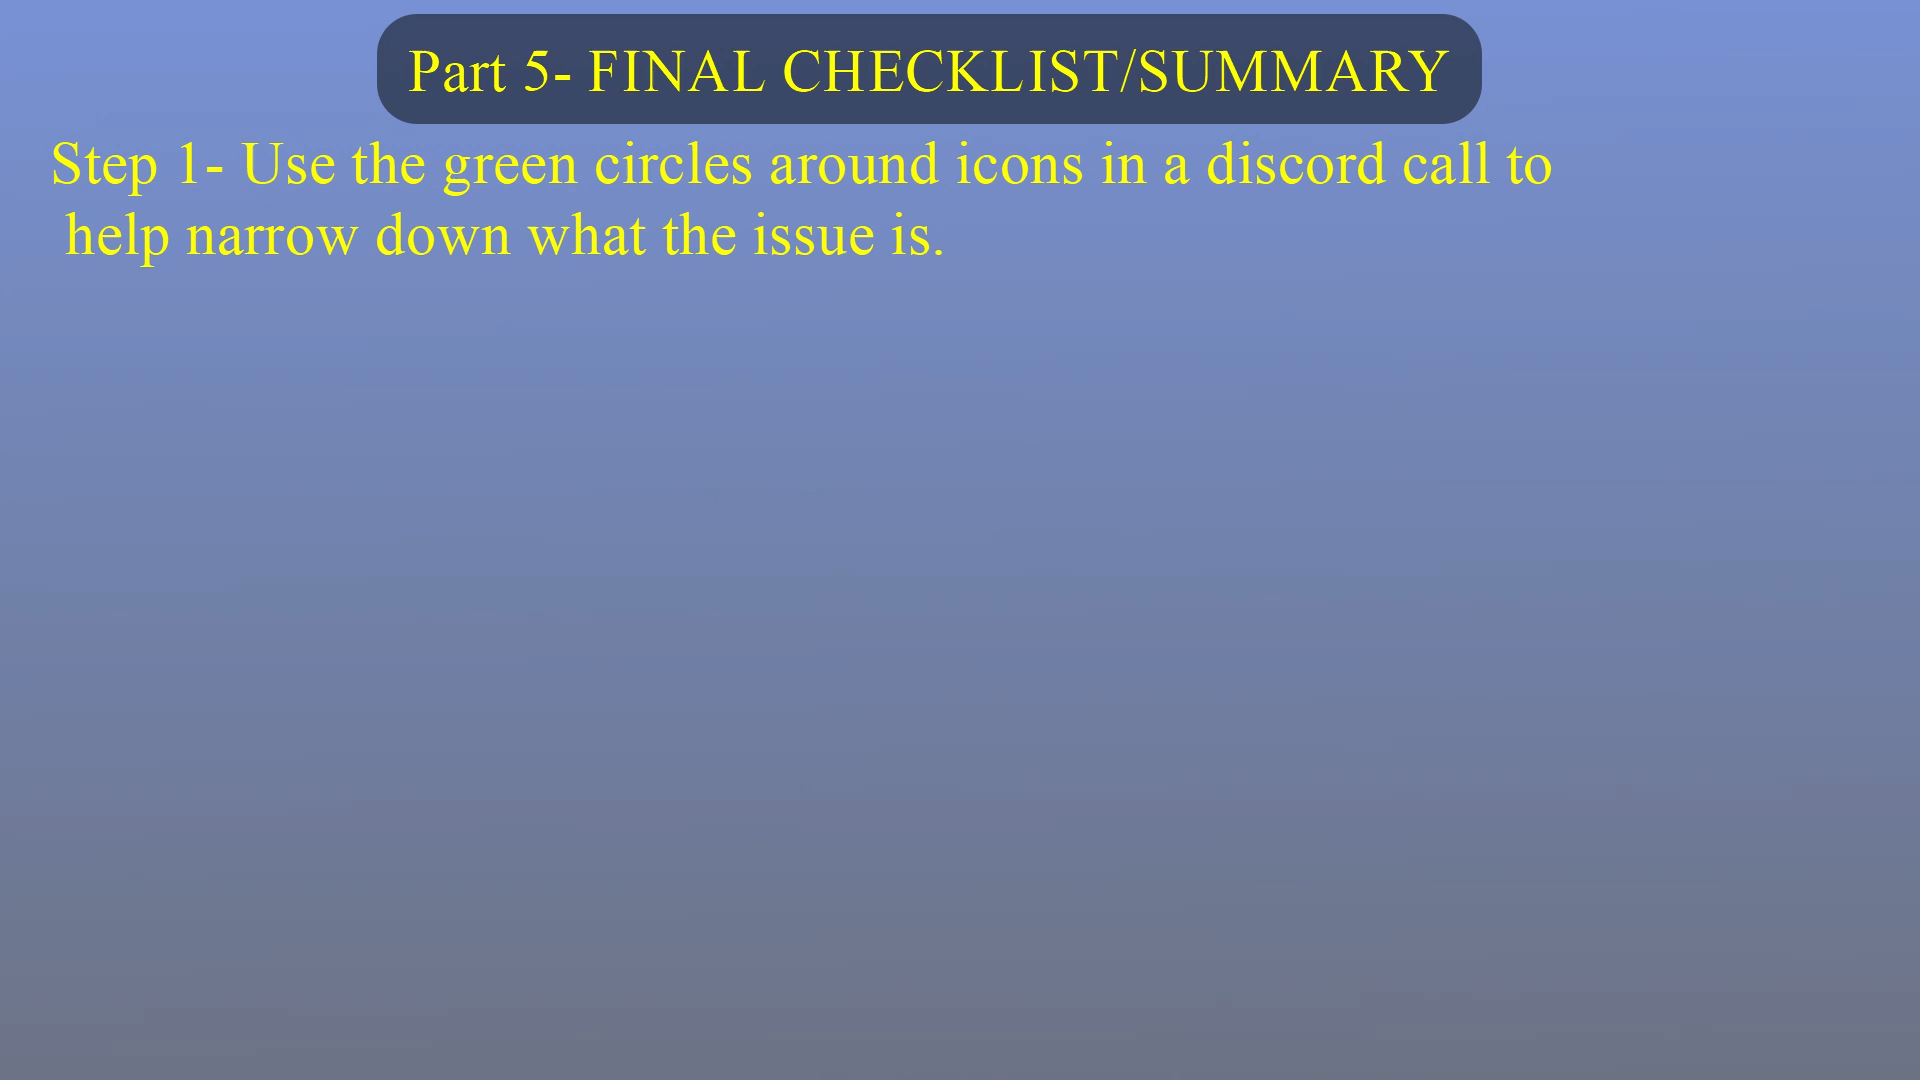 Part 5- FINAL CHECKLIST/SUMMARY
Step 1- Use the green circles around icons in a discord call to
help narrow down what the issue is.